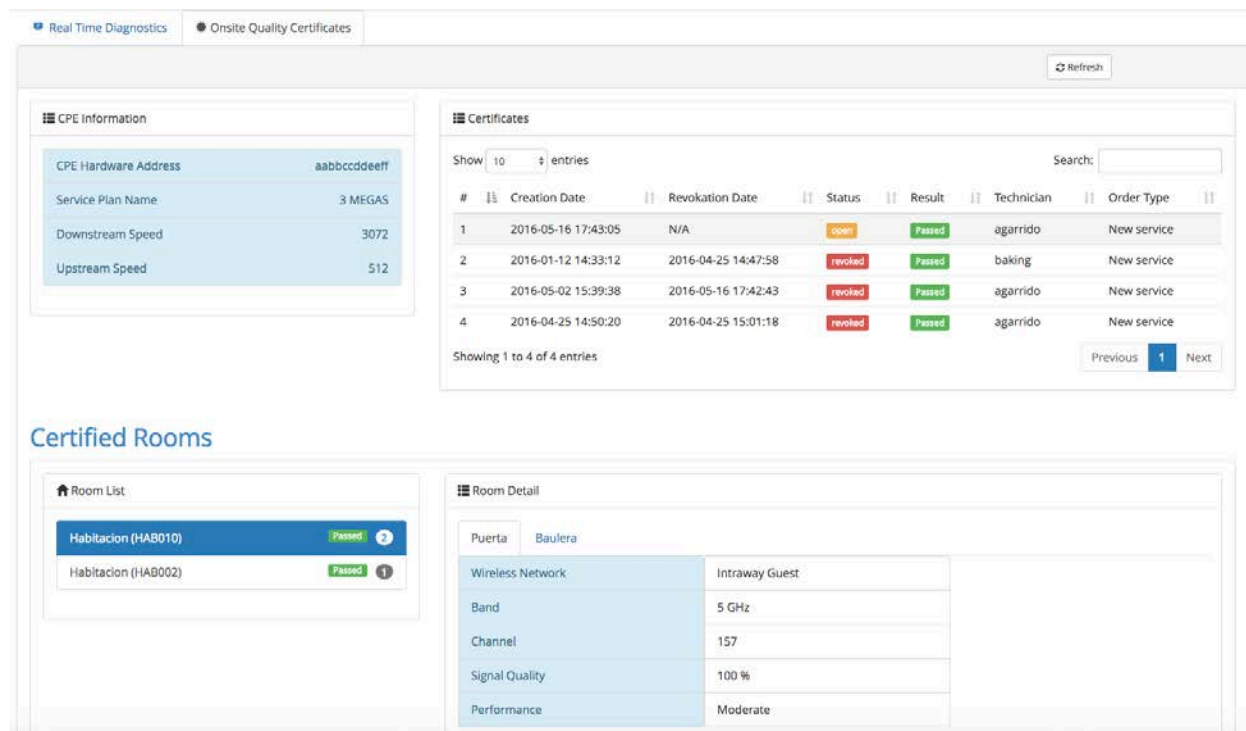 Real Time Diagnostics Onsite Quality Certificates
Refresh
CPE Information
CPE Hardware Address aabbccddeeff
Service Plan Name 3 MEGAS
Downstream Speed 3072
Upstream Speed 512
Certificates
Show 10 entries Search:
# Creation Date Revokation Date Status Result Technician Order Type
1 2016-05-16 17:43:05 N/A open Passed agarrido New service
2 2016-01-12 14:33:12 2016-04-25 14:47:58 revoked Passed baking New service
3 2016-05-02 15:39:38 2016-05-16 17:42:43 revoked Passed agarrido New service
4 2016-04-25 14:50:20 2016-04-25 15:01:18 revoked Passed agarrido New service
Showing 1 to 4 of 4 entries Previous 1 Next
Certified Rooms
Room List
Habitacion (HAB010) Passed 2
Habitacion (HAB002) Passed 1
Room Detail
Puerta Baulera
Wireless Network Intraway Guest
Band 5 GHz
Channel 157
Signal Quality 100 %
Performance Moderate